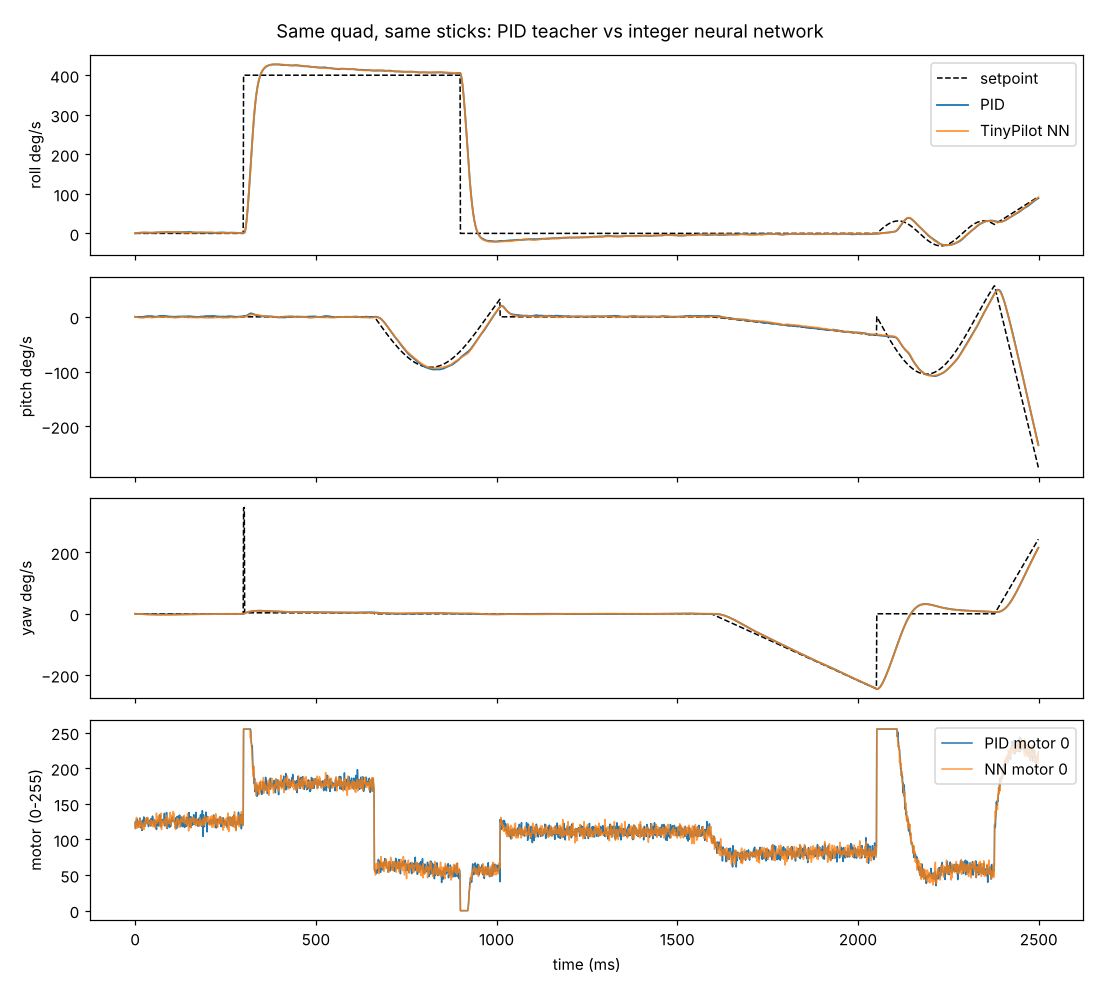 Same quad, same sticks: PID teacher vs integer neural network
400
300
200
100
0
roll deg/s
setpoint
PID
TinyPilot NN
0
−100
−200
pitch deg/s
200
0
−200
yaw deg/s
250
200
150
100
50
0
motor (0-255)
PID motor 0
NN motor 0
0
500
1000
1500
2000
2500
time (ms)